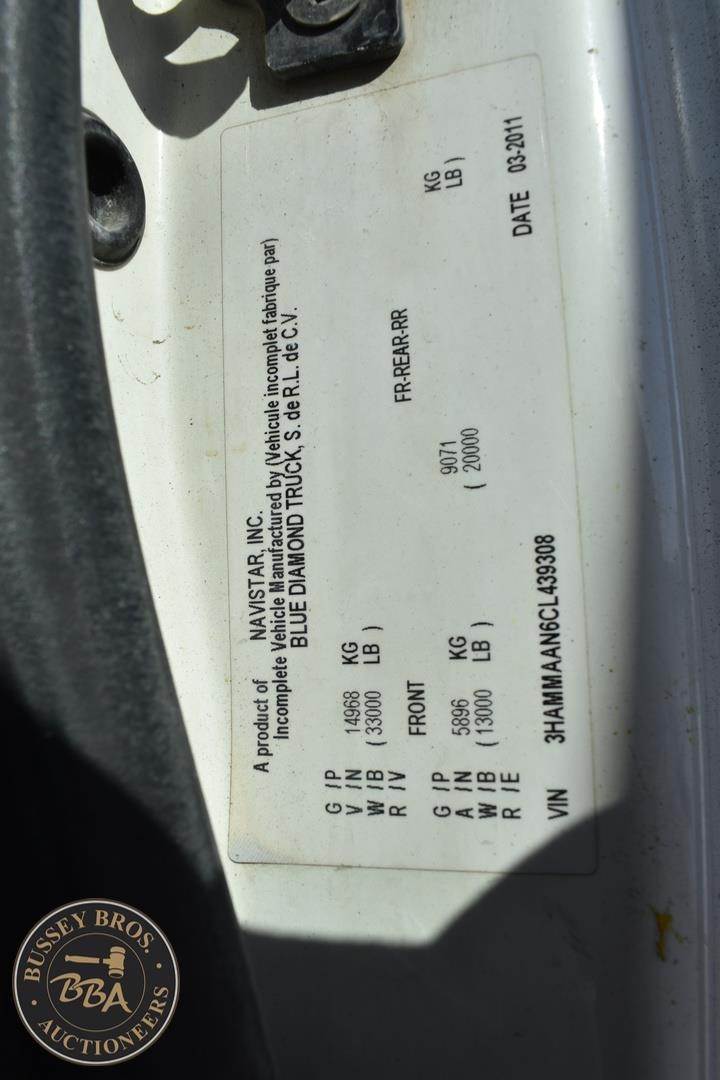 A product of NAVISTAR, INC.
Incomplete Vehicle Manufactured by (Vehicule incomplet fabrique par)
BLUE DIAMOND TRUCK, S. de R.L. de C.V.
G /P
V /N 14968 KG
W /B ( 33000 LB )
R /V
FRONT FR-REAR-RR
G /P
A /N 5896 KG 9071 KG
W /B ( 13000 LB ) ( 20000 LB )
R /E
VIN 3HAMMAAN6CL439308 DATE 03-2011
BUSSEY BROS.
BBA
AUCTIONEERS